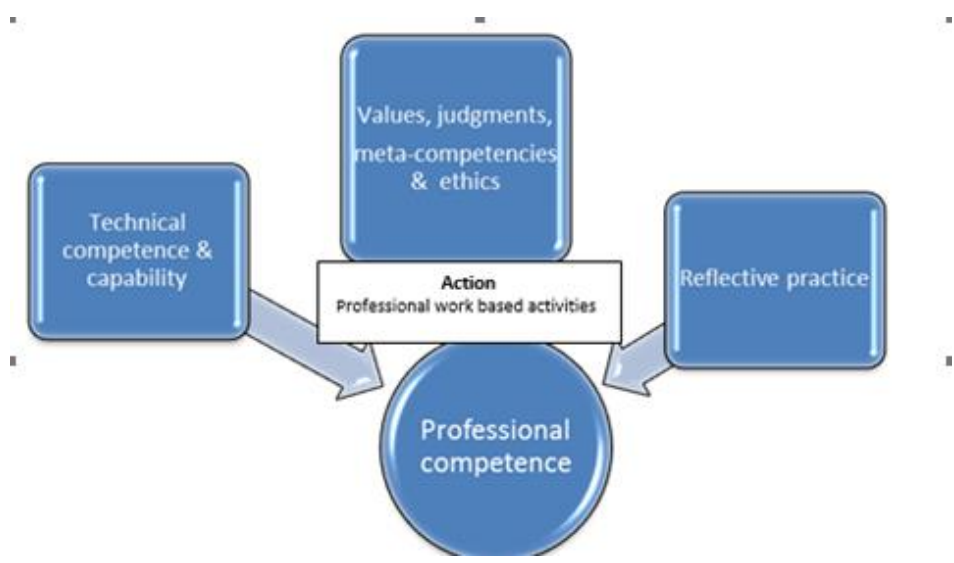 Values, judgments,
meta-competencies
& ethics
Technical
competence &
capability
Action
Professional work based activities
Reflective practice
Professional
competence